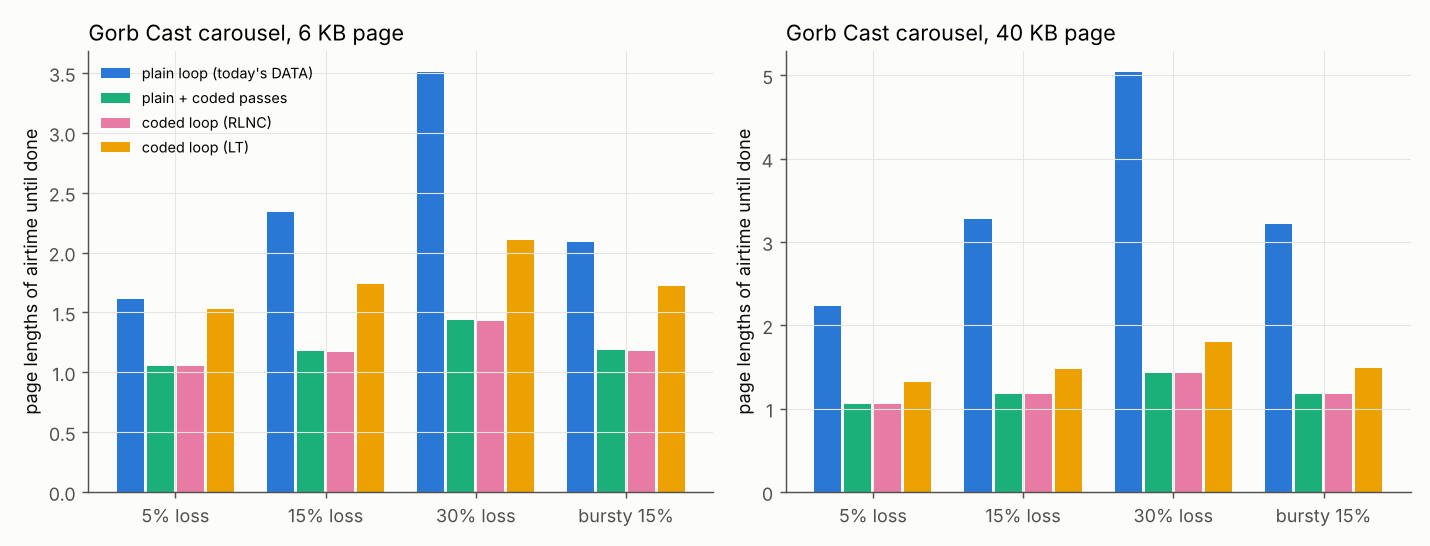 Gorb Cast carousel, 6 KB page
page lengths of airtime until done
3.5
3.0
2.5
2.0
1.5
1.0
0.5
0.0
plain loop (today's DATA)
plain + coded passes
coded loop (RLNC)
coded loop (LT)
5% loss
15% loss
30% loss
bursty 15%
Gorb Cast carousel, 40 KB page
page lengths of airtime until done
5
4
3
2
1
0
5% loss
15% loss
30% loss
bursty 15%